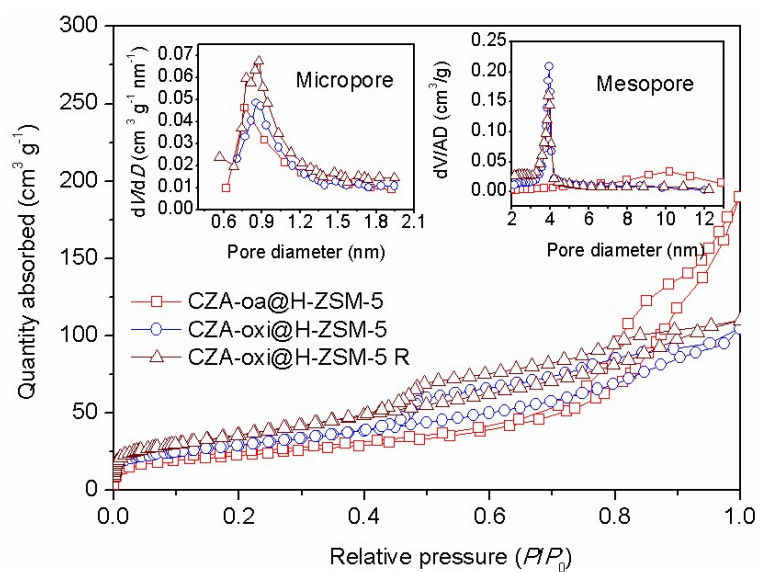 300
250
200
150
100
50
0
Quantity absorbed (cm³ g⁻¹)
0.0 0.2 0.4 0.6 0.8 1.0
Relative pressure (P/P₀)
CZA-oa@H-ZSM-5
CZA-oxi@H-ZSM-5
CZA-oxi@H-ZSM-5 R
Micropore
0.07
0.06
0.05
0.04
0.03
0.02
0.01
0.00
dV/dD (cm³ g⁻¹ nm⁻¹)
0.6 0.9 1.2 1.5 1.8 2.1
Pore diameter (nm)
Mesopore
0.25
0.20
0.15
0.10
0.05
0.00
dV/AD (cm³/g)
2 4 6 8 10 12
Pore diameter (nm)